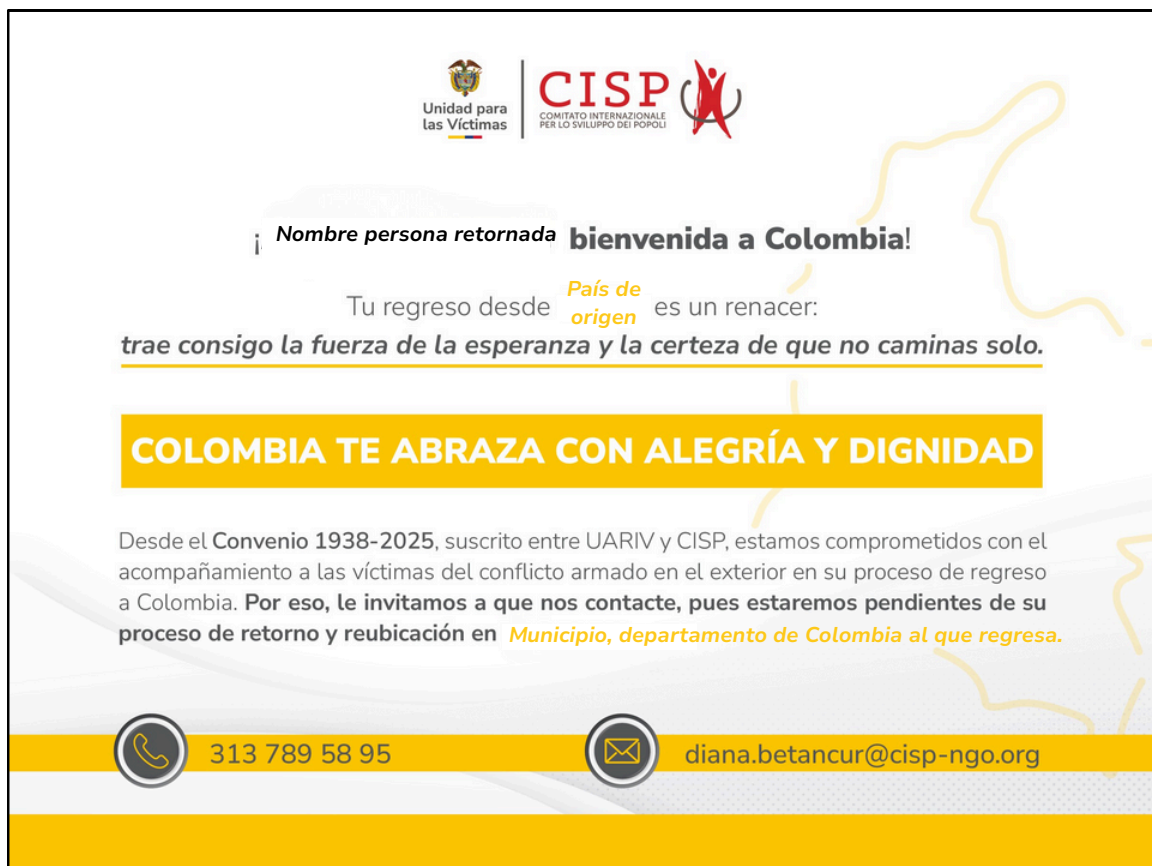 Unidad para
las Víctimas
CISP
COMITATO INTERNAZIONALE
PER LO SVILUPPO DEI POPOLI
¡ Nombre persona retornada bienvenida a Colombia!
Tu regreso desde País de origen es un renacer:
trae consigo la fuerza de la esperanza y la certeza de que no caminas solo.
COLOMBIA TE ABRAZA CON ALEGRÍA Y DIGNIDAD
Desde el Convenio 1938-2025, suscrito entre UARIV y CISP, estamos comprometidos con el
acompañamiento a las víctimas del conflicto armado en el exterior en su proceso de regreso
a Colombia. Por eso, le invitamos a que nos contacte, pues estaremos pendientes de su
proceso de retorno y reubicación en Municipio, departamento de Colombia al que regresa.
313 789 58 95
diana.betancur@cisp-ngo.org